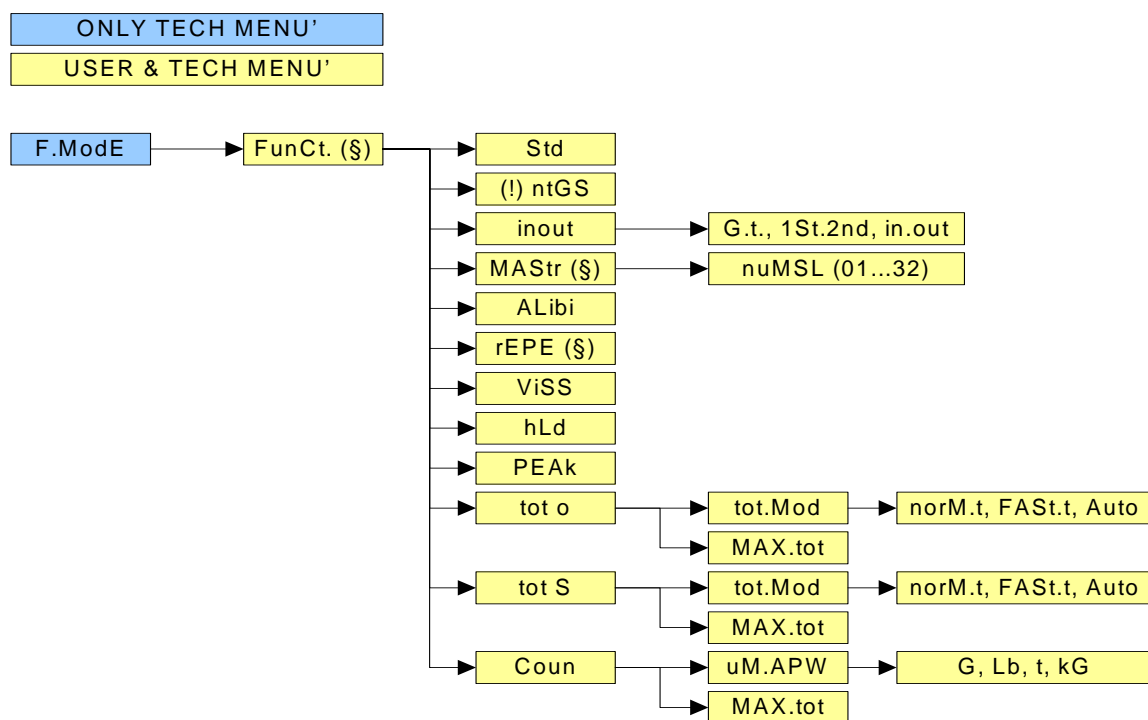 ONLY TECH MENU’
USER & TECH MENU’
F.ModE
FunCt. (§)
Std
(!) ntGS
inout
G.t., 1St.2nd, in.out
MAStr (§)
nuMSL (01...32)
ALibi
rEPE (§)
ViSS
hLd
PEAk
tot o
tot.Mod
norM.t, FASt.t, Auto
MAX.tot
tot S
tot.Mod
norM.t, FASt.t, Auto
MAX.tot
Coun
uM.APW
G, Lb, t, kG
MAX.tot